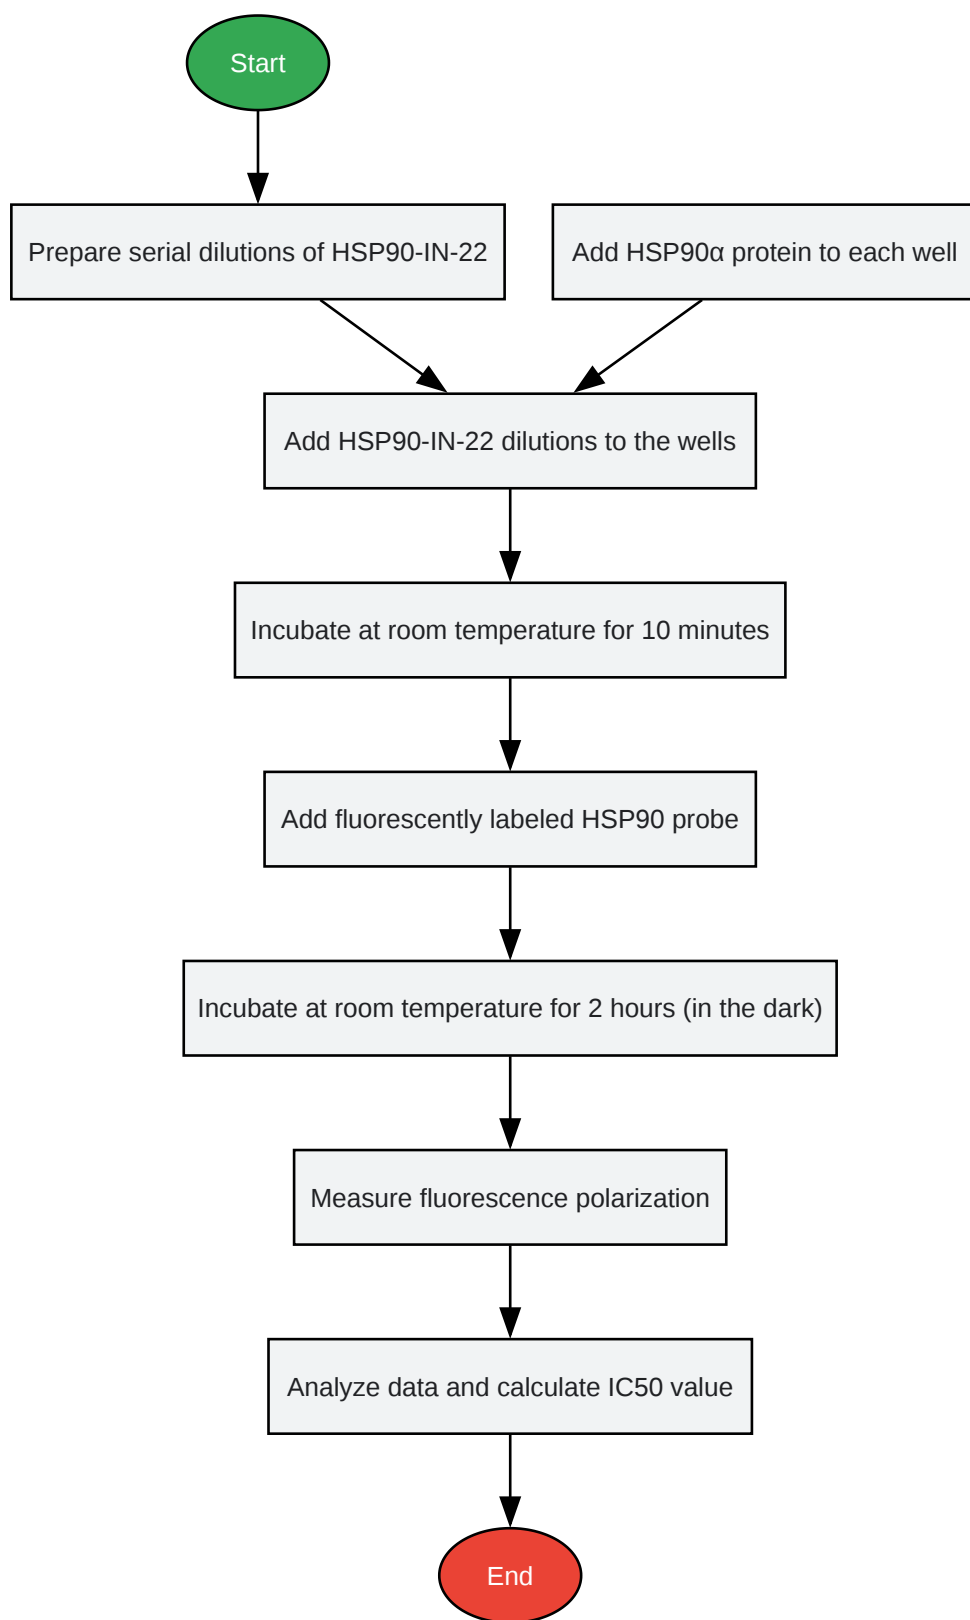 Start
Prepare serial dilutions of HSP90-IN-22
Add HSP90α protein to each well
Add HSP90-IN-22 dilutions to the wells
Incubate at room temperature for 10 minutes
Add fluorescently labeled HSP90 probe
Incubate at room temperature for 2 hours (in the dark)
Measure fluorescence polarization
Analyze data and calculate IC50 value
End